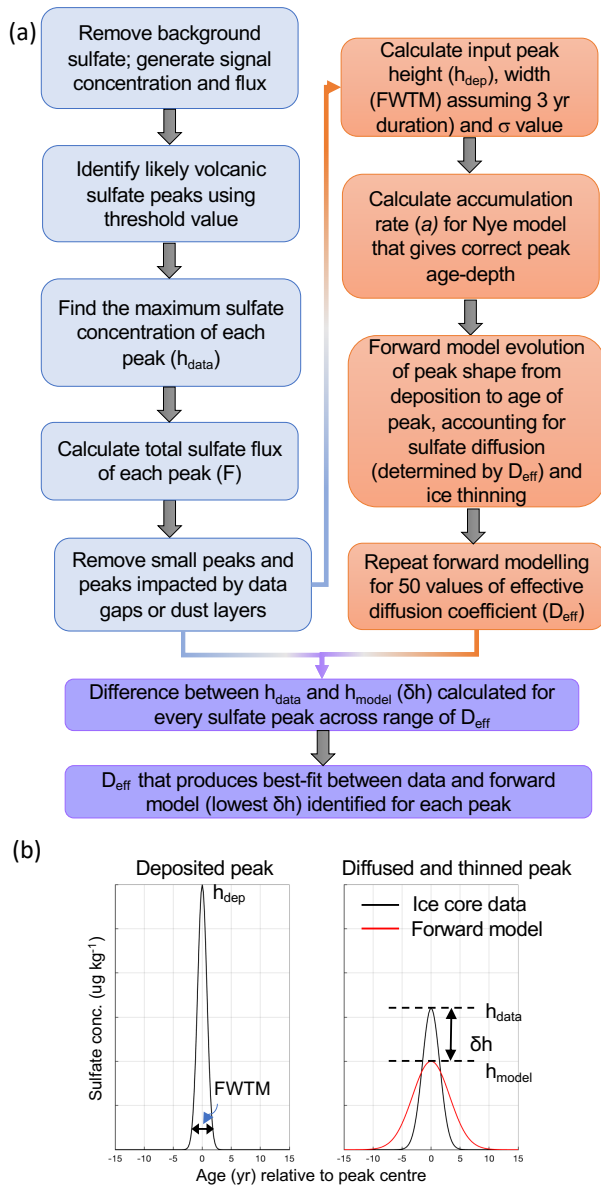 (a)
Remove background
sulfate; generate signal
concentration and flux
Identify likely volcanic
sulfate peaks using
threshold value
Find the maximum sulfate
concentration of each
peak (hdata)
Calculate total sulfate flux
of each peak (F)
Remove small peaks and
peaks impacted by data
gaps or dust layers
Calculate input peak
height (hdep), width
(FWTM) assuming 3 yr
duration) and σ value
Calculate accumulation
rate (a) for Nye model
that gives correct peak
age-depth
Forward model evolution
of peak shape from
deposition to age of
peak, accounting for
sulfate diffusion
(determined by Deff) and
ice thinning
Repeat forward modelling
for 50 values of effective
diffusion coefficient (Deff)
Difference between hdata and hmodel (δh) calculated for
every sulfate peak across range of Deff
Deff that produces best-fit between data and forward
model (lowest δh) identified for each peak
(b)
Deposited peak
hdep
FWTM
Sulfate conc. (ug kg-1)
-15 -10 -5 0 5 10 15
Diffused and thinned peak
Ice core data
Forward model
hdata
δh
hmodel
-15 -10 -5 0 5 10 15
Age (yr) relative to peak centre